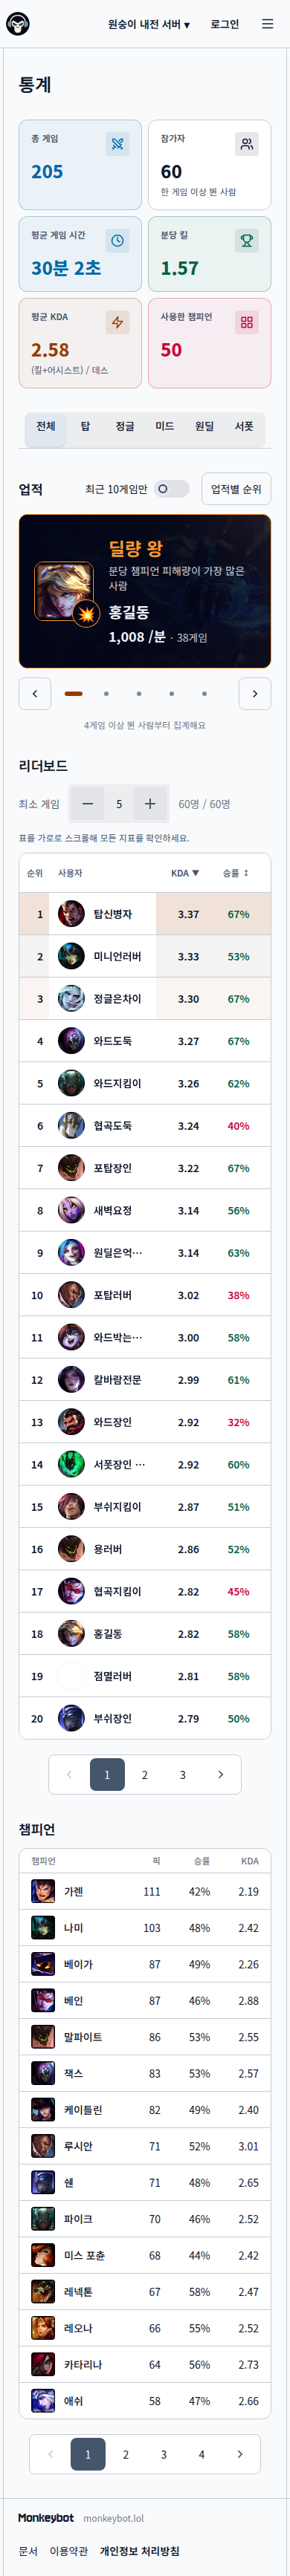 원숭이 내전 서버 ▾ 로그인
통계
총 게임
205
참가자
60
한 게임 이상 뛴 사람
평균 게임 시간
30분 2초
분당 킬
1.57
평균 KDA
2.58
(킬+어시스트) / 데스
사용한 챔피언
50
전체 탑 정글 미드 원딜 서폿
업적 최근 10게임만 업적별 순위
딜량 왕
분당 챔피언 피해량이 가장 많은
사람
홍길동
1,008 /분 · 38게임
4게임 이상 뛴 사람부터 집계해요
리더보드
최소 게임 5 60명 / 60명
표를 가로로 스크롤해 모든 지표를 확인하세요.
순위 사용자 KDA ▼ 승률 ↕
1 탑신병자 3.37 67%
2 미니언러버 3.33 53%
3 정글은차이 3.30 67%
4 와드도둑 3.27 67%
5 와드지킴이 3.26 62%
6 협곡도둑 3.24 40%
7 포탑장인 3.22 67%
8 새벽요정 3.14 56%
9 원딜은억… 3.14 63%
10 포탑러버 3.02 38%
11 와드박는… 3.00 58%
12 칼바람전문 2.99 61%
13 와드장인 2.92 32%
14 서폿장인 … 2.92 60%
15 부쉬지킴이 2.87 51%
16 용러버 2.86 52%
17 협곡지킴이 2.82 45%
18 홍길동 2.82 58%
19 점멸러버 2.81 58%
20 부쉬장인 2.79 50%
1 2 3
챔피언
챔피언 픽 승률 KDA
가렌 111 42% 2.19
나미 103 48% 2.42
베이가 87 49% 2.26
베인 87 46% 2.88
말파이트 86 53% 2.55
잭스 83 53% 2.57
케이틀린 82 49% 2.40
루시안 71 52% 3.01
쉔 71 48% 2.65
파이크 70 46% 2.52
미스 포츈 68 44% 2.42
레넥톤 67 58% 2.47
레오나 66 55% 2.52
카타리나 64 56% 2.73
애쉬 58 47% 2.66
1 2 3 4
Monkeybot monkeybot.lol
문서 이용약관 개인정보 처리방침